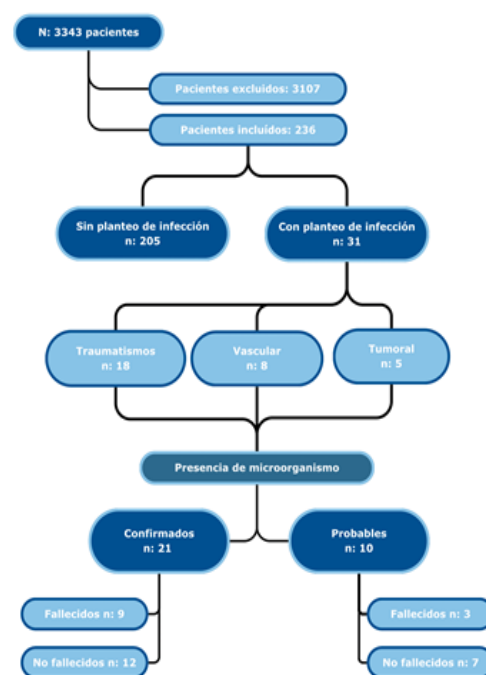 N: 3343 pacientes
Pacientes excluidos: 3107
Pacientes incluídos: 236
Sin planteo de infección
n: 205
Con planteo de infección
n: 31
Traumatismos
n: 18
Vascular
n: 8
Tumoral
n: 5
Presencia de microorganismo
Confirmados
n: 21
Probables
n: 10
Fallecidos n: 9
No fallecidos n: 12
Fallecidos n: 3
No fallecidos n: 7